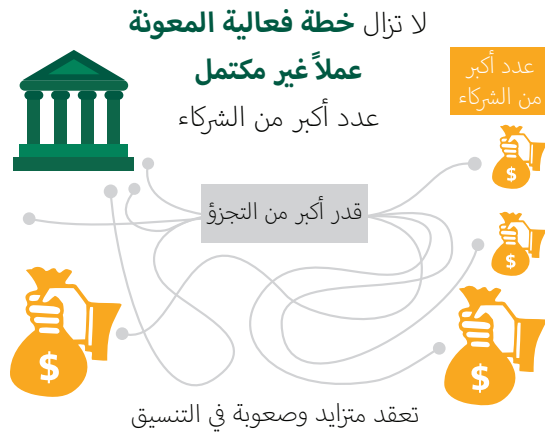 لا تزال خطة فعالية المعونة
عملاً غير مكتمل
عدد أكبر من الشركاء
عدد أكبر
من الشركاء
$
قدر أكبر من التجزؤ
$
$
$
تعقد متزايد وصعوبة في التنسيق